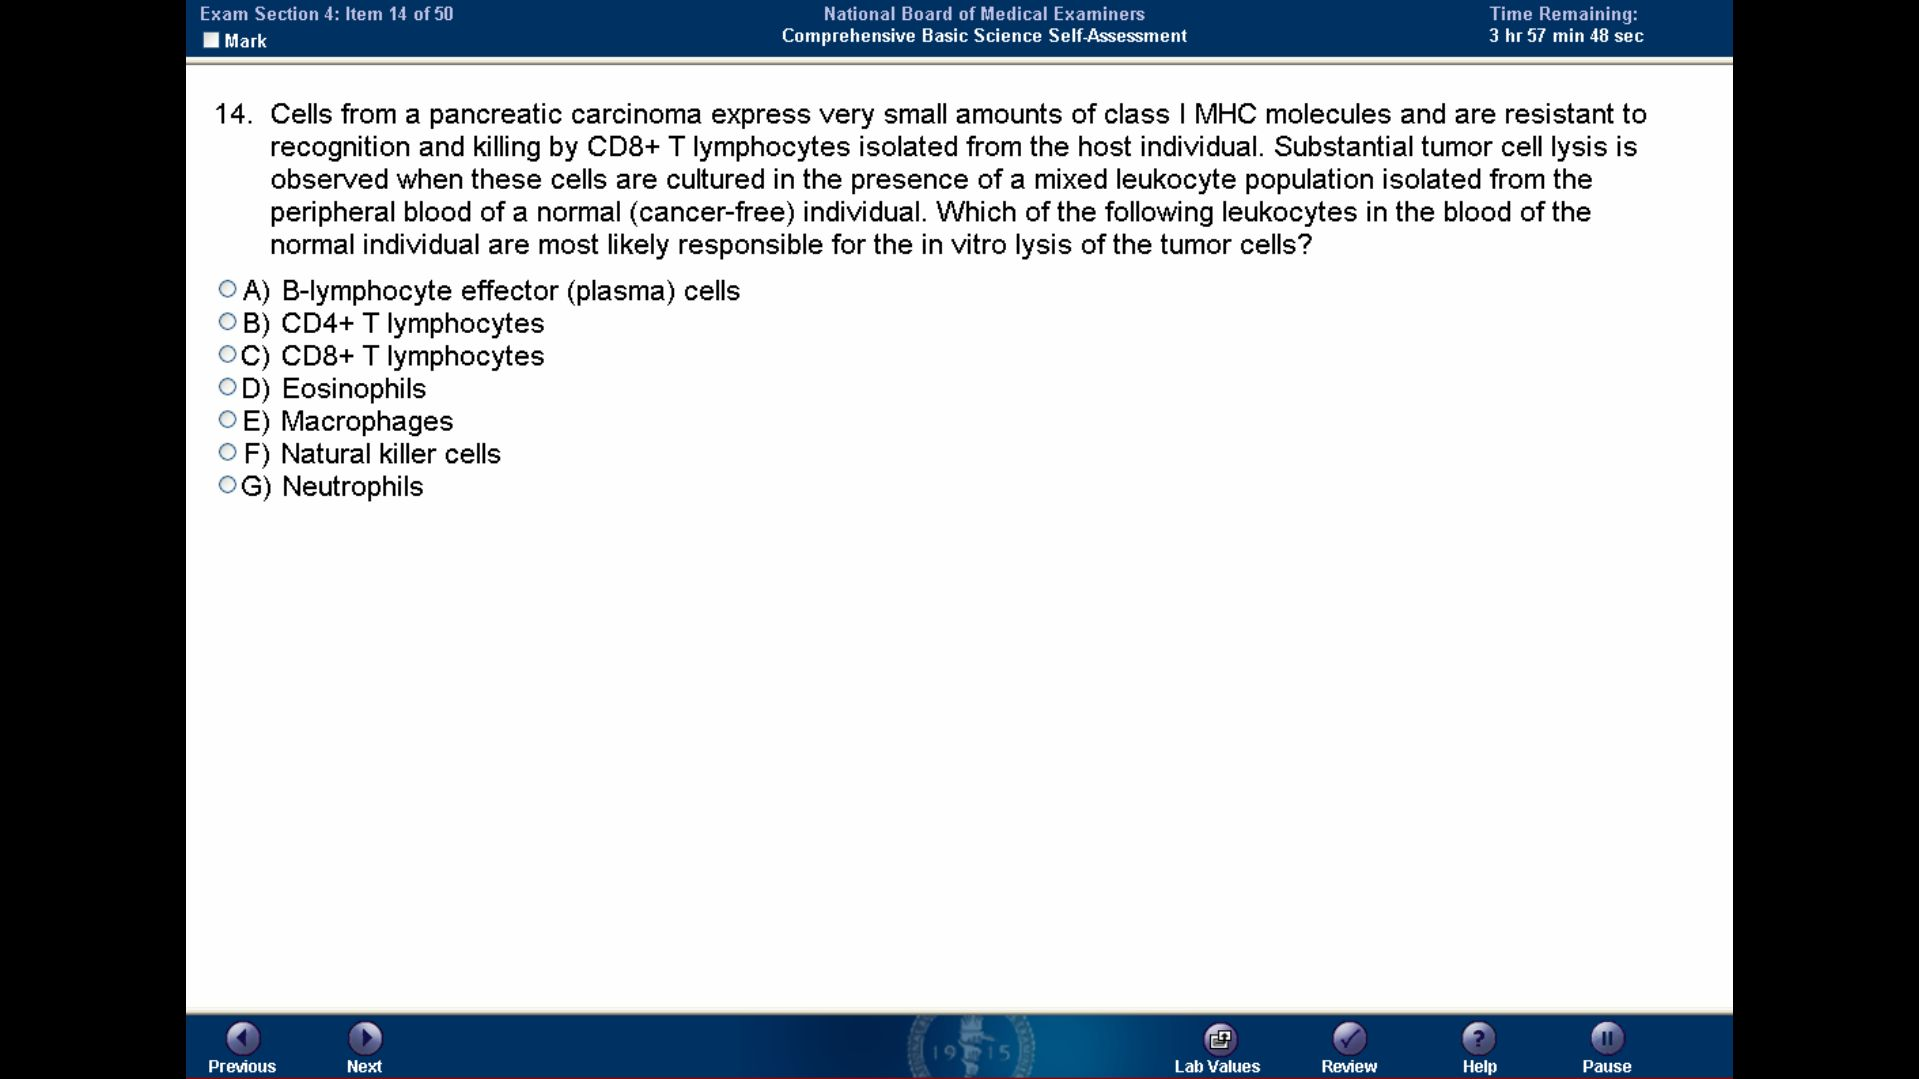 Exam Section 4: Item 14 of 50
National Board of Medical Examiners
Time Remaining:
Mark
Comprehensive Basic Science Self-Assessment
3 hr 57 min 48 sec
14. Cells from a pancreatic carcinoma express very small amounts of class I MHC molecules and are resistant to
recognition and killing by CD8+ T lymphocytes isolated from the host individual. Substantial tumor cell lysis is
observed when these cells are cultured in the presence of a mixed leukocyte population isolated from the
peripheral blood of a normal (cancer-free) individual. Which of the following leukocytes in the blood of the
normal individual are most likely responsible for the in vitro lysis of the tumor cells?
A) B-lymphocyte effector (plasma) cells
B) CD4+ T lymphocytes
C) CD8+ T lymphocytes
D) Eosinophils
E) Macrophages
F) Natural killer cells
G) Neutrophils
1915
Previous
Next
Lab Values
Review
Help
Pause